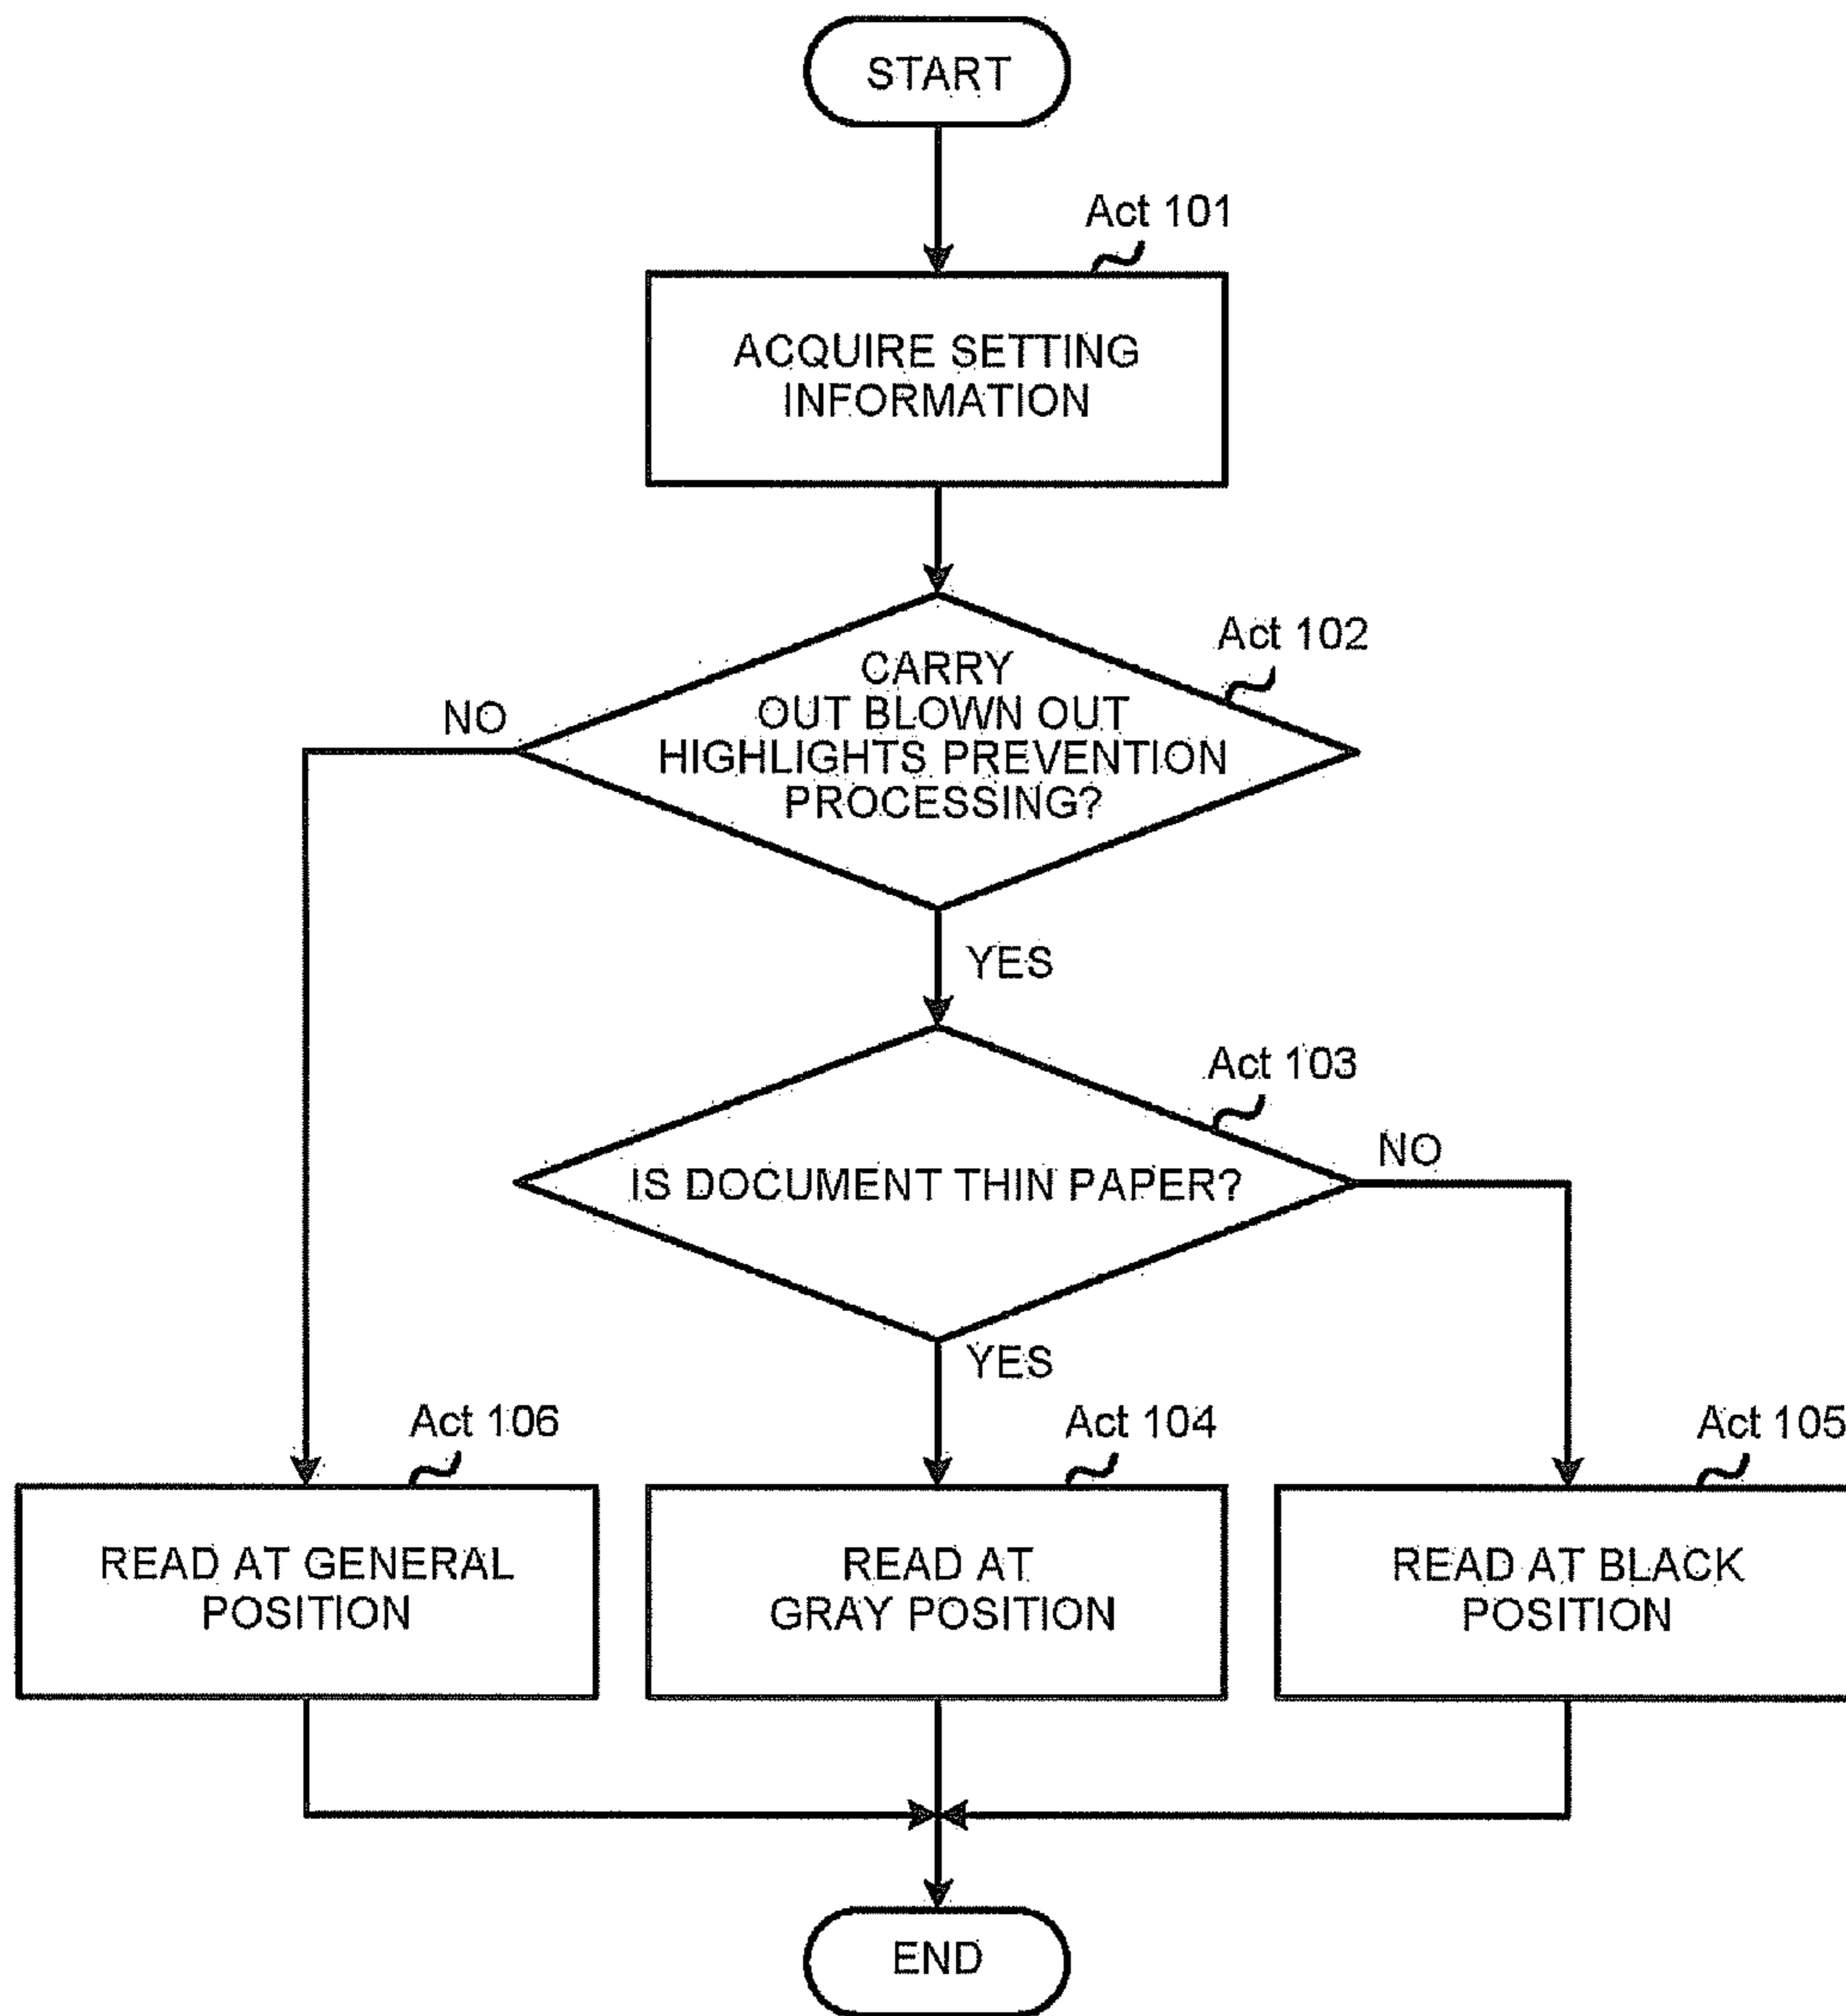 START
Act 101
ACQUIRE SETTING
INFORMATION
Act 102
CARRY
OUT BLOWN OUT
HIGHLIGHTS PREVENTION
PROCESSING?
NO
YES
Act 103
IS DOCUMENT THIN PAPER?
NO
YES
Act 106
Act 104
Act 105
READ AT GENERAL
POSITION
READ AT
GRAY POSITION
READ AT BLACK
POSITION
END